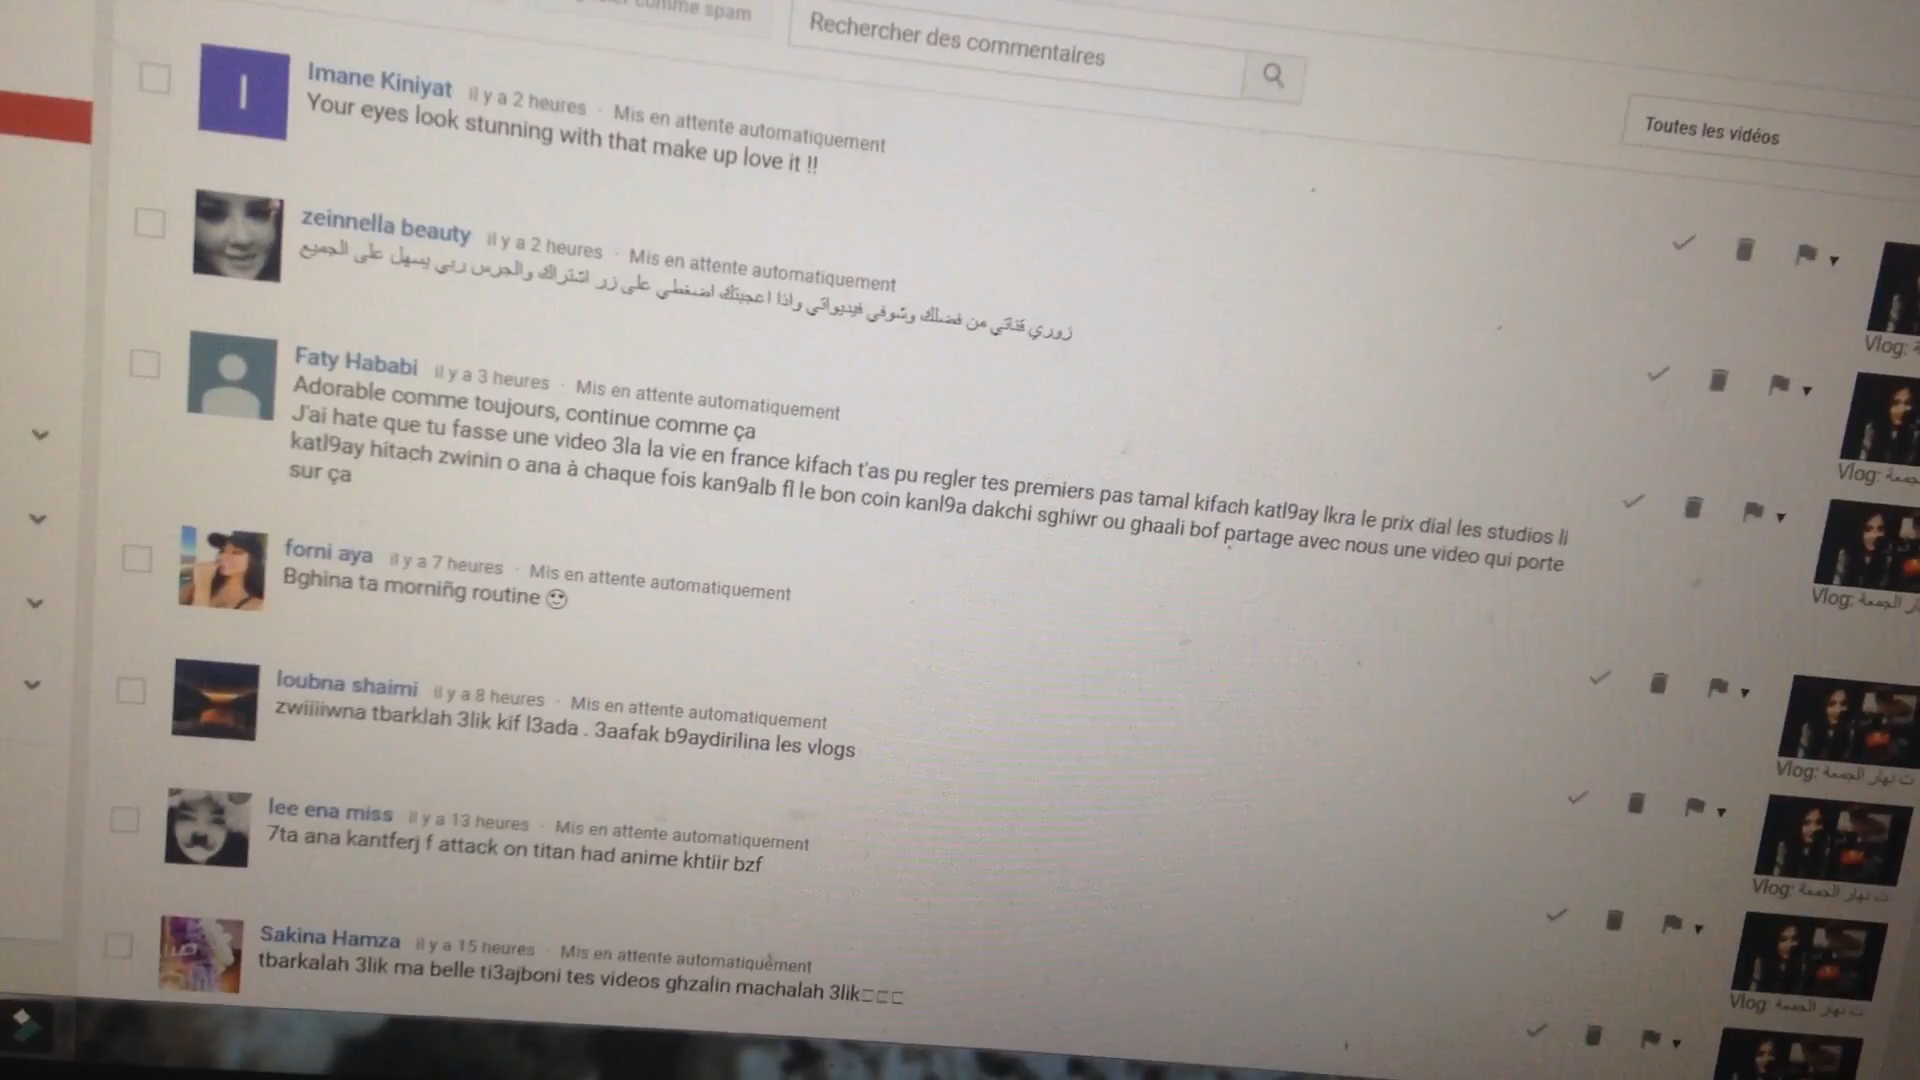 comme spam
Rechercher des commentaires
Toutes les vidéos
I
Imane Kiniyat il y a 2 heures · Mis en attente automatiquement
Your eyes look stunning with that make up love it !!
zeinnella beauty il y a 2 heures · Mis en attente automatiquement
زوري قناتي من فضلك وشوفي فيديواتي واذا اعجبتك اضغطي على زر اشتراك والجرس ربي يسهل على الجميع
Faty Hababi il y a 3 heures · Mis en attente automatiquement
Adorable comme toujours, continue comme ça
J'ai hate que tu fasse une video 3la la vie en france kifach t'as pu regler tes premiers pas tamal kifach katl9ay lkra le prix dial les studios li
katl9ay hitach zwinin o ana à chaque fois kan9alb fl le bon coin kanl9a dakchi sghiwr ou ghaali bof partage avec nous une video qui porte
sur ça
forni aya il y a 7 heures · Mis en attente automatiquement
Bghina ta morniñg routine 🙄
loubna shaimi il y a 8 heures · Mis en attente automatiquement
zwiiiiwna tbarklah 3lik kif l3ada . 3aafak b9aydirilina les vlogs
lee ena miss il y a 13 heures · Mis en attente automatiquement
7ta ana kantferj f attack on titan had anime khtiir bzf
Sakina Hamza il y a 15 heures · Mis en attente automatiquement
tbarkalah 3lik ma belle ti3ajboni tes videos ghzalin machalah 3lik
Vlog:
Vlog: الجمعة
Vlog: الجمعة
Vlog: نهار الجمعة
Vlog: نهار الجمعة
Vlog: نهار الجمعة